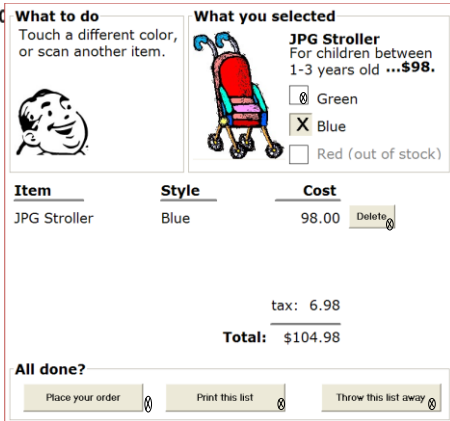 What to do
Touch a different color,
or scan another item.
What you selected
JPG Stroller
For children between
1-3 years old ...$98.
Green
X Blue
Red (out of stock)
Item Style Cost
JPG Stroller Blue 98.00 Delete
tax: 6.98
Total: $104.98
All done?
Place your order Print this list Throw this list away